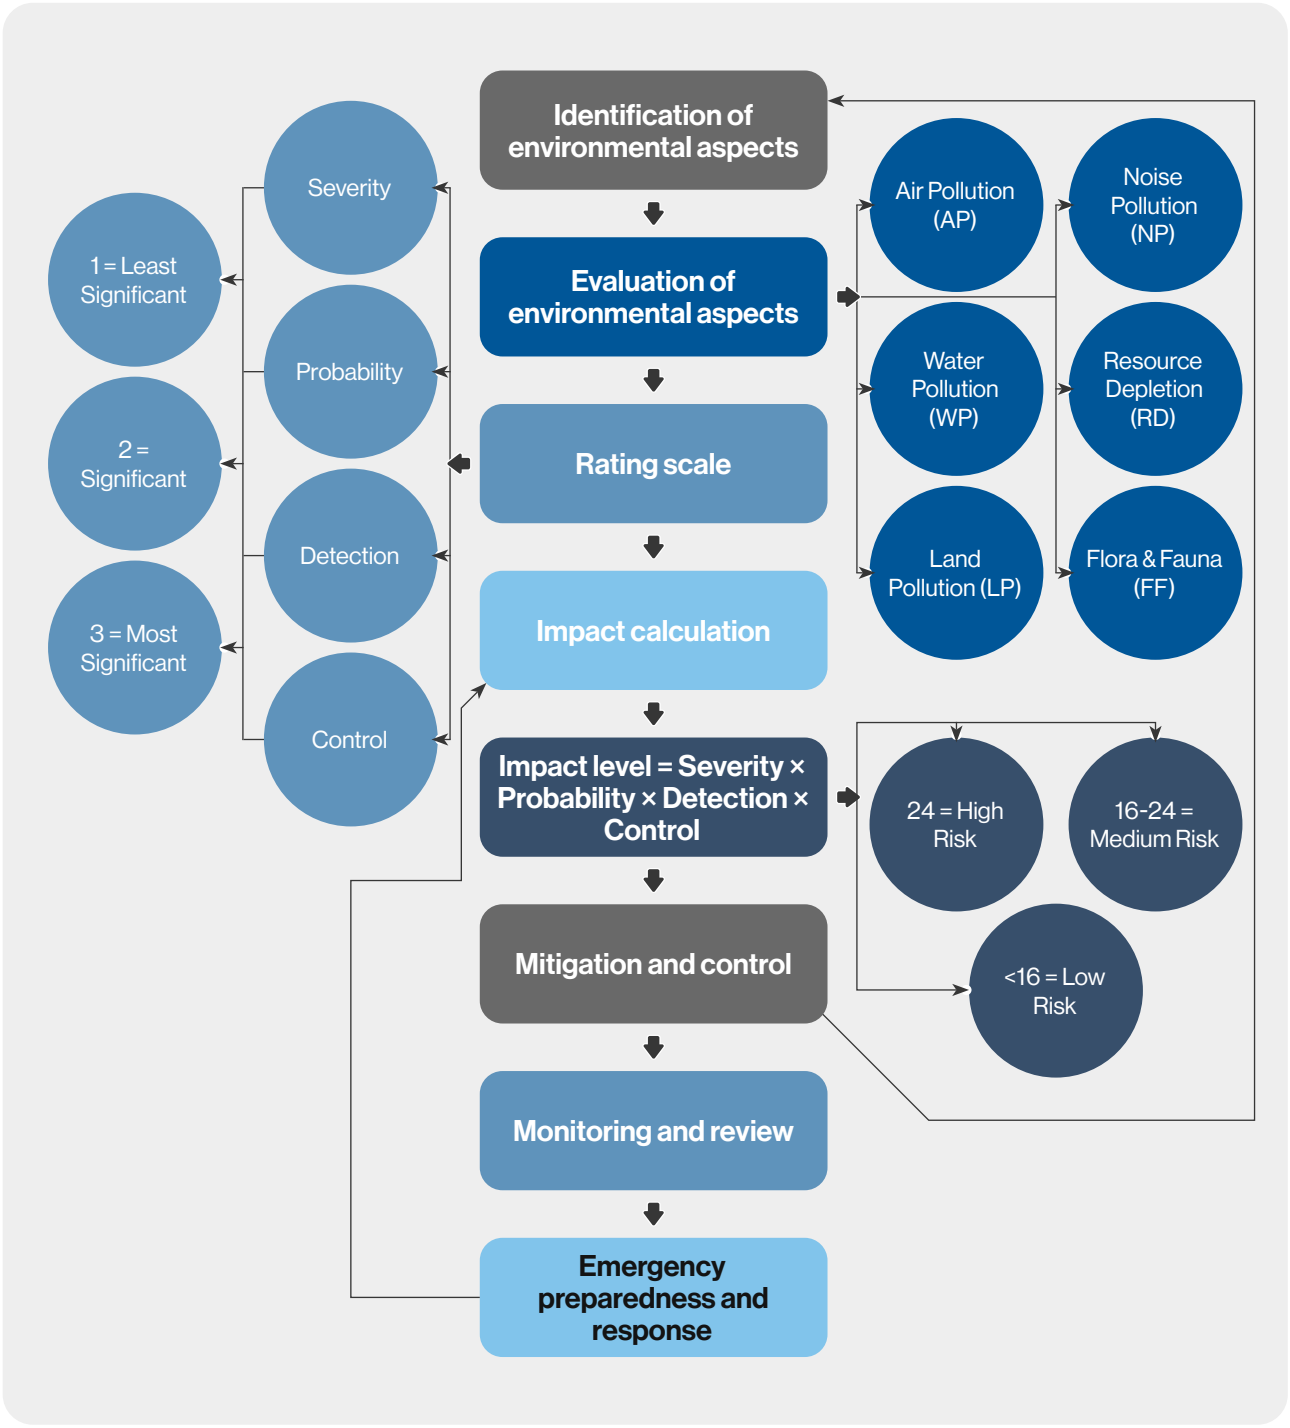 Identification of
environmental aspects
Evaluation of
environmental aspects
Rating scale
Impact calculation
Impact level = Severity ×
Probability × Detection ×
Control
Mitigation and control
Monitoring and review
Emergency
preparedness and
response
Severity
Probability
Detection
Control
1 = Least
Significant
2 =
Significant
3 = Most
Significant
Air Pollution
(AP)
Noise
Pollution
(NP)
Water
Pollution
(WP)
Resource
Depletion
(RD)
Land
Pollution (LP)
Flora & Fauna
(FF)
24 = High
Risk
16-24 =
Medium Risk
<16 = Low
Risk